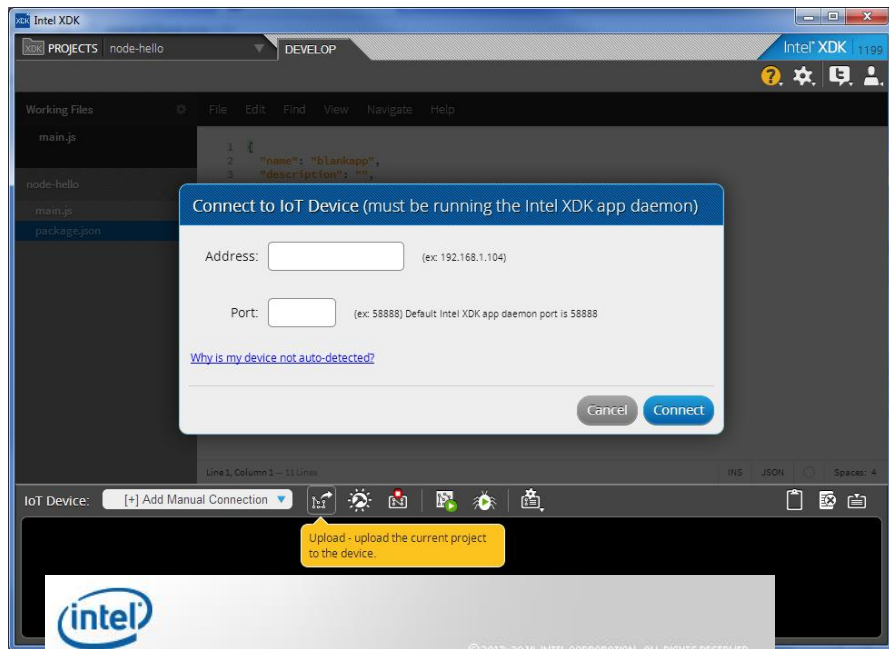 XDK Intel XDK
XDK PROJECTS node-hello DEVELOP Intel® XDK 1199
Working Files File Edit Find View Navigate Help
main.js
1 {
2 "name": "blankapp",
3 "description": "",
node-hello
main.js
package.json
Connect to IoT Device (must be running the Intel XDK app daemon)
Address: (ex: 192.168.1.104)
Port: (ex: 58888) Default Intel XDK app daemon port is 58888
Why is my device not auto-detected?
Cancel Connect
Line 1, Column 1 — 11 Lines INS JSON Spaces: 4
IoT Device: [+] Add Manual Connection
Upload - upload the current project
to the device.
(intel)